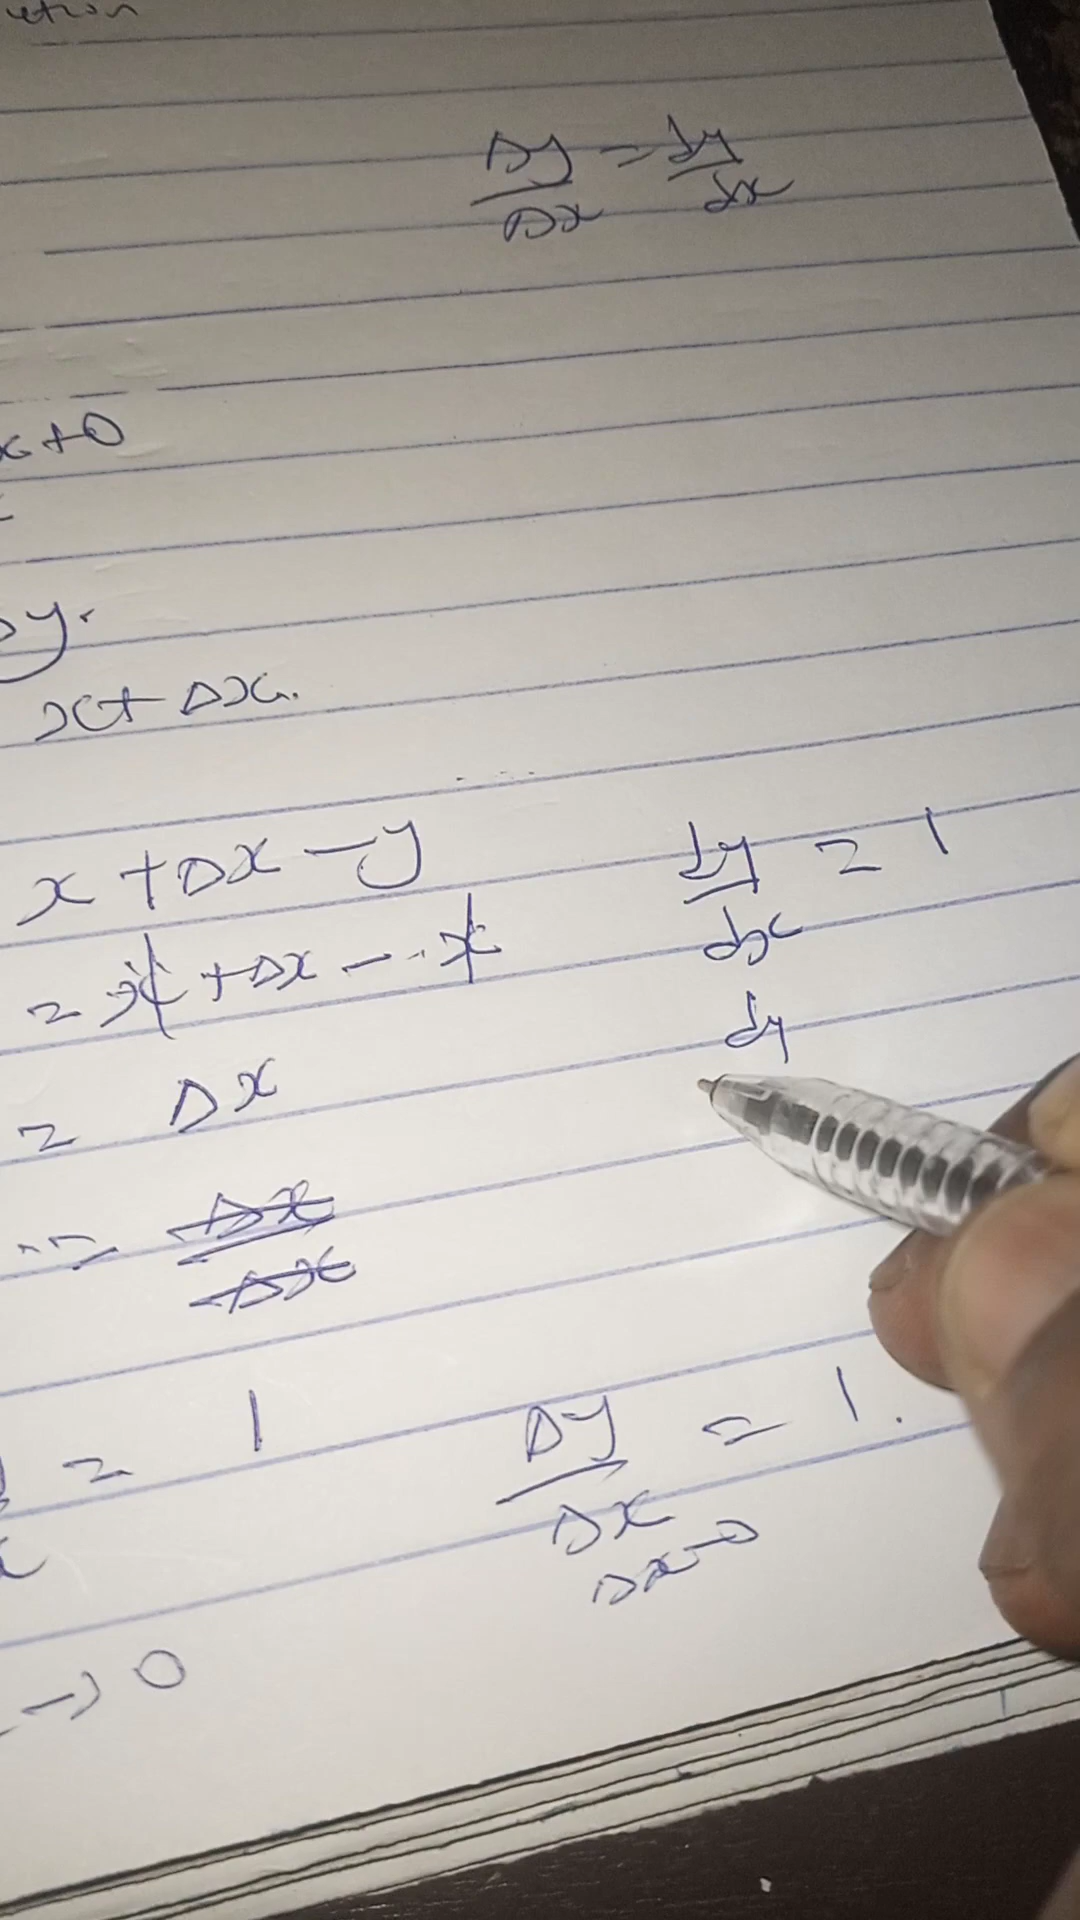 Δy/Δx = dy/dx
x+0
y.
x+Δx.
x+Δx-y
= x+Δx-x
= Δx
= Δx/Δx
= 1
→0
dy/dx = 1
dy
Δy/Δx = 1.
Δx→0